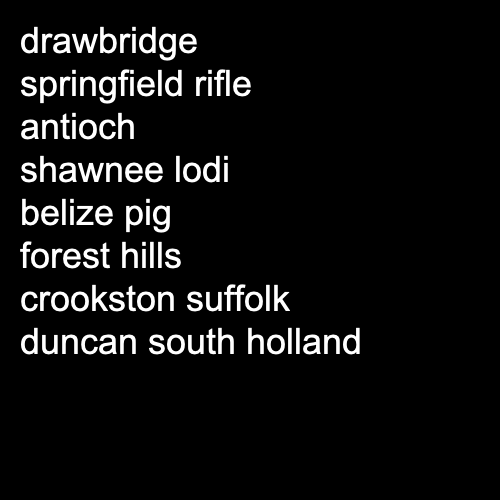 drawbridge
springfield rifle
antioch
shawnee lodi
belize pig
forest hills
crookston suffolk
duncan south holland